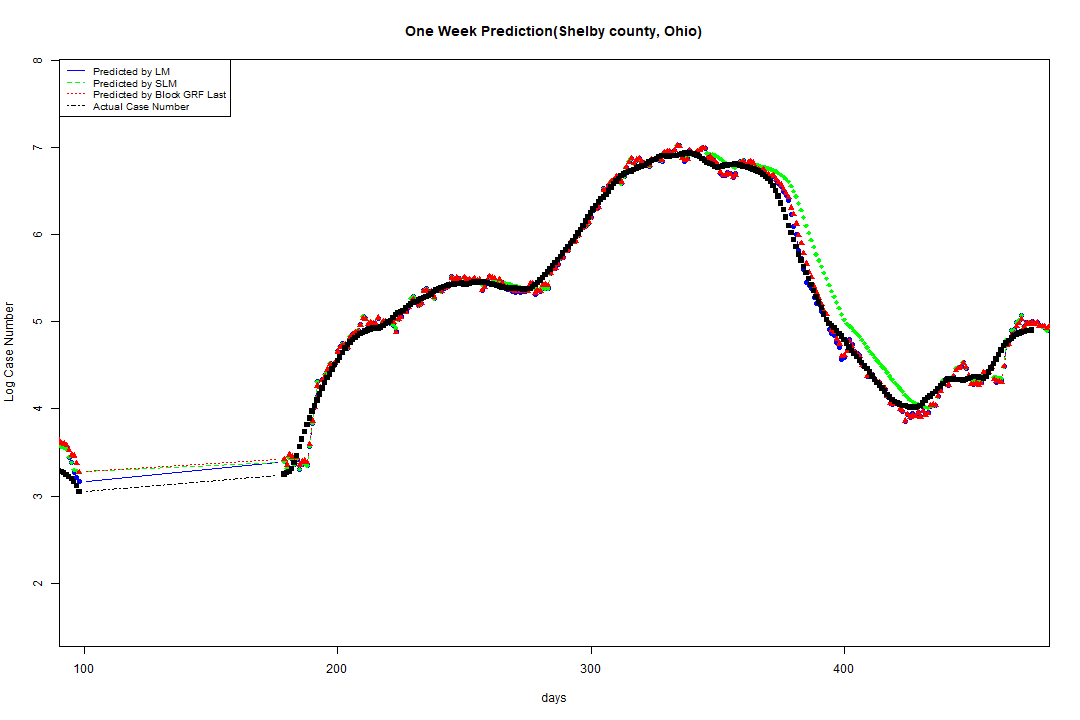 One Week Prediction(Shelby county, Ohio)
Predicted by LM
Predicted by SLM
Predicted by Block GRF Last
Actual Case Number
8
7
6
5
4
3
2
Log Case Number
100 200 300 400
days